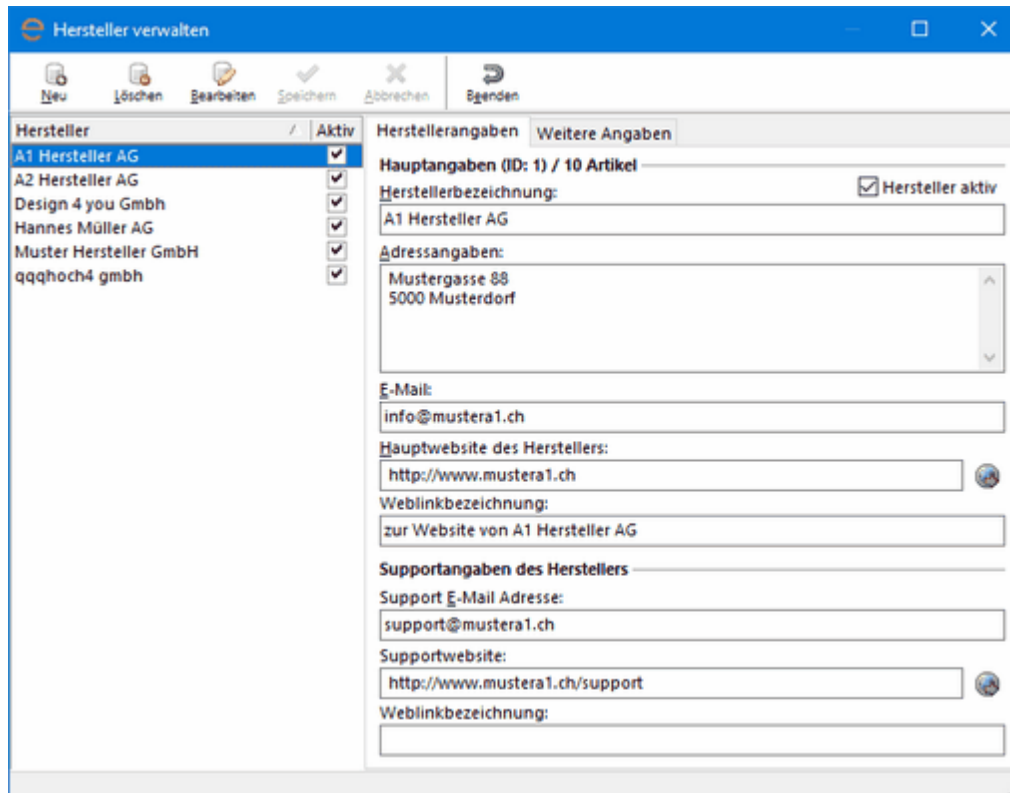 Hersteller verwalten
Neu Löschen Bearbeiten Speichern Abbrechen Beenden
Hersteller Aktiv
A1 Hersteller AG
A2 Hersteller AG
Design 4 you Gmbh
Hannes Müller AG
Muster Hersteller GmbH
qqqhoch4 gmbh
Herstellerangaben Weitere Angaben
Hauptangaben (ID: 1) / 10 Artikel
Herstellerbezeichnung: Hersteller aktiv
A1 Hersteller AG
Adressangaben:
Mustergasse 88
5000 Musterdorf
E-Mail:
info@mustera1.ch
Hauptwebsite des Herstellers:
http://www.mustera1.ch
Weblinkbezeichnung:
zur Website von A1 Hersteller AG
Supportangaben des Herstellers
Support E-Mail Adresse:
support@mustera1.ch
Supportwebsite:
http://www.mustera1.ch/support
Weblinkbezeichnung: